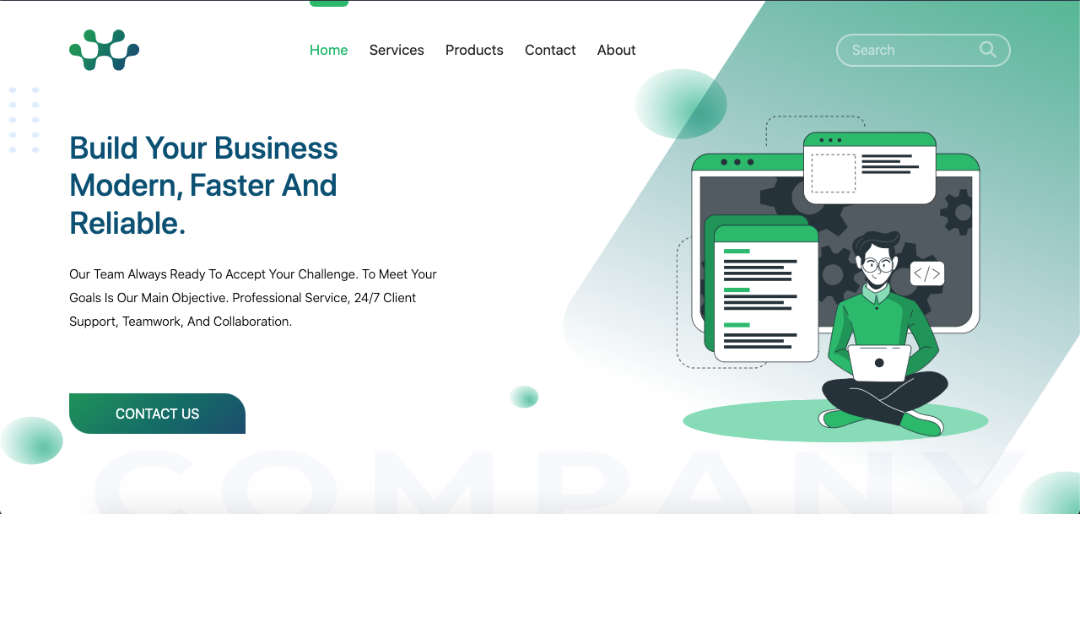 Home Services Products Contact About Search
Build Your Business
Modern, Faster And
Reliable.
</>
Our Team Always Ready To Accept Your Challenge. To Meet Your
Goals Is Our Main Objective. Professional Service, 24/7 Client
Support, Teamwork, And Collaboration.
CONTACT US
COMPANY